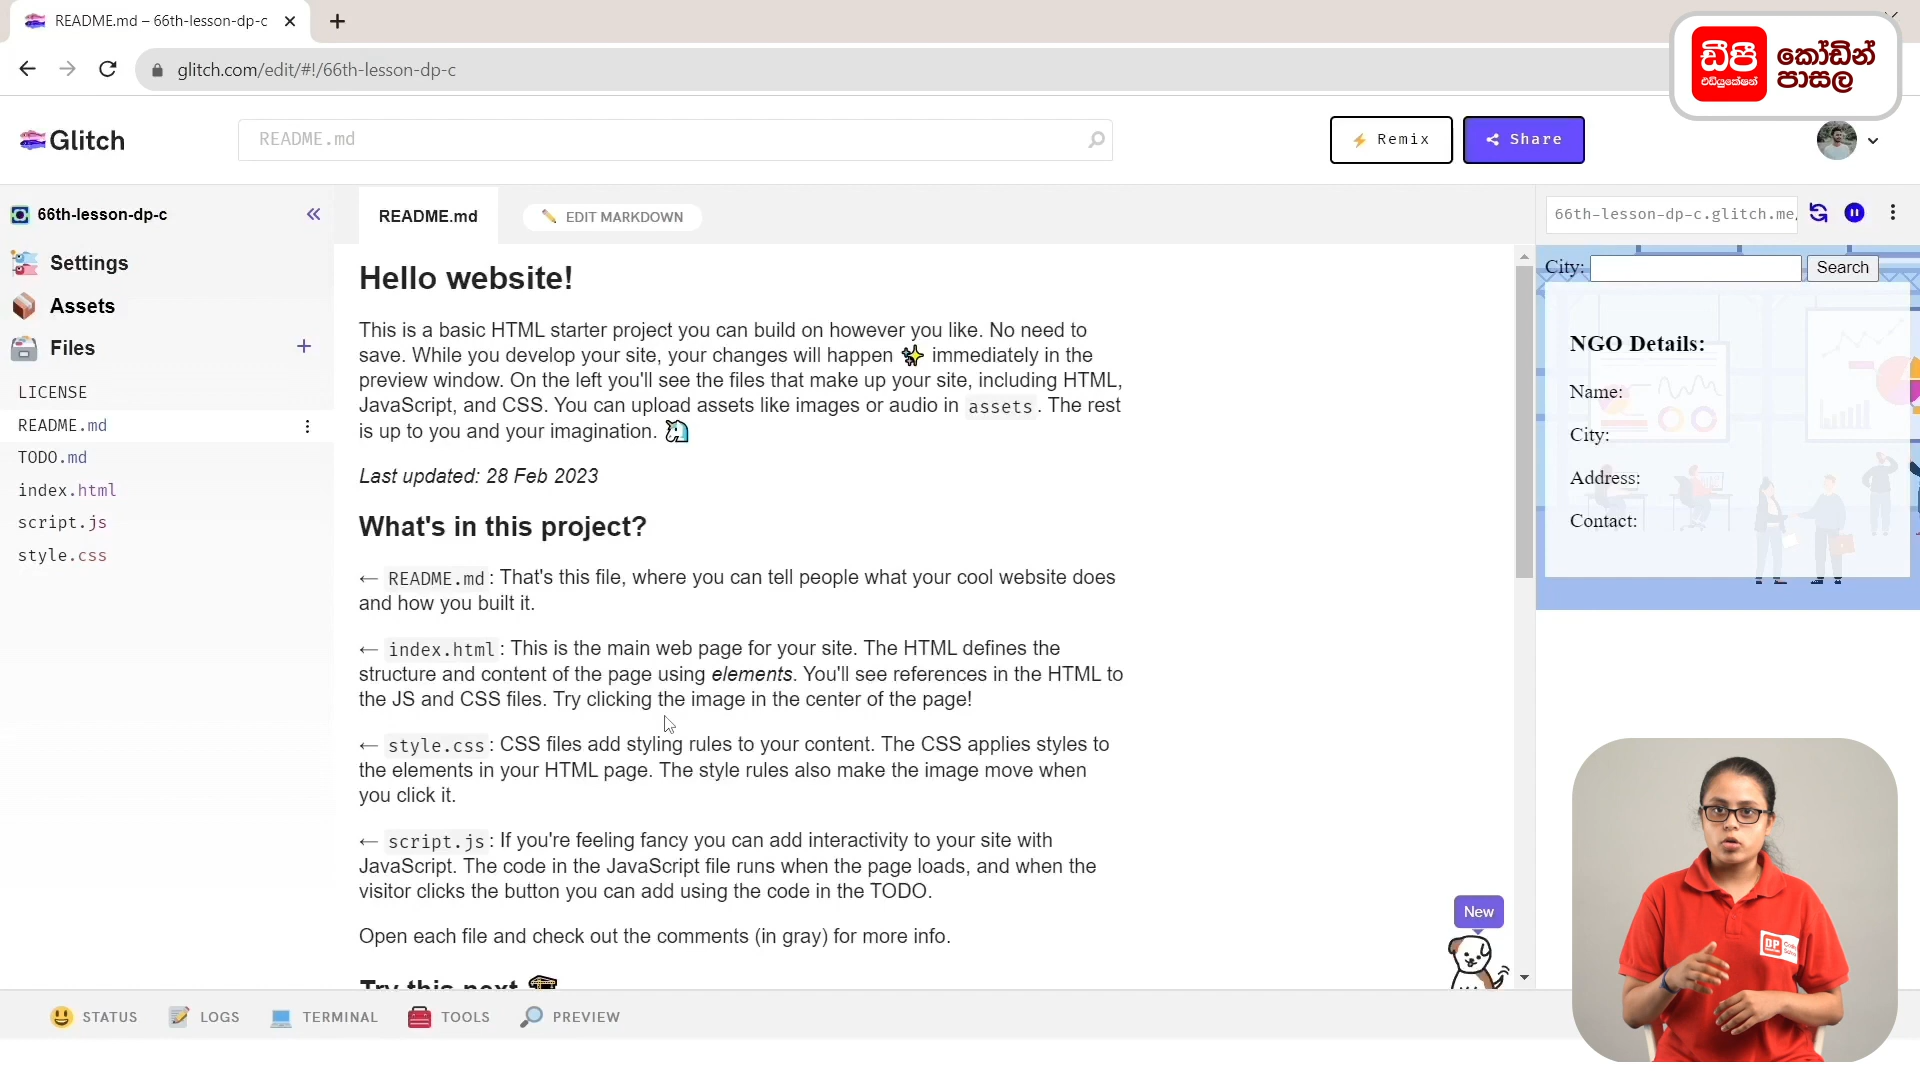 README.md – 66th-lesson-dp-c
glitch.com/edit/#!/66th-lesson-dp-c
ඩීපී
එඩියුකේෂන්
කෝඩින්
පාසල
Glitch
README.md
Remix
Share
66th-lesson-dp-c
Settings
Assets
Files
LICENSE
README.md
TODO.md
index.html
script.js
style.css
README.md
EDIT MARKDOWN
Hello website!
This is a basic HTML starter project you can build on however you like. No need to
save. While you develop your site, your changes will happen ✨ immediately in the
preview window. On the left you'll see the files that make up your site, including HTML,
JavaScript, and CSS. You can upload assets like images or audio in assets. The rest
is up to you and your imagination. 🦄
Last updated: 28 Feb 2023
What's in this project?
← README.md: That's this file, where you can tell people what your cool website does
and how you built it.
← index.html: This is the main web page for your site. The HTML defines the
structure and content of the page using elements. You'll see references in the HTML to
the JS and CSS files. Try clicking the image in the center of the page!
← style.css: CSS files add styling rules to your content. The CSS applies styles to
the elements in your HTML page. The style rules also make the image move when
you click it.
← script.js: If you're feeling fancy you can add interactivity to your site with
JavaScript. The code in the JavaScript file runs when the page loads, and when the
visitor clicks the button you can add using the code in the TODO.
Open each file and check out the comments (in gray) for more info.
Try this next
New
66th-lesson-dp-c.glitch.me/
City:
Search
NGO Details:
Name:
City:
Address:
Contact:
DP
STATUS
LOGS
TERMINAL
TOOLS
PREVIEW